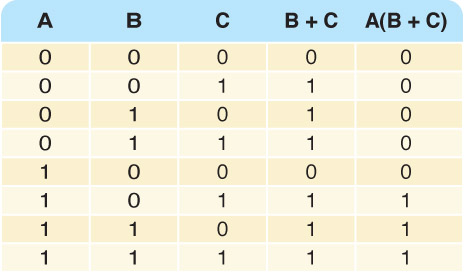 A B C B + C A(B + C)
0 0 0 0 0
0 0 1 1 0
0 1 0 1 0
0 1 1 1 0
1 0 0 0 0
1 0 1 1 1
1 1 0 1 1
1 1 1 1 1